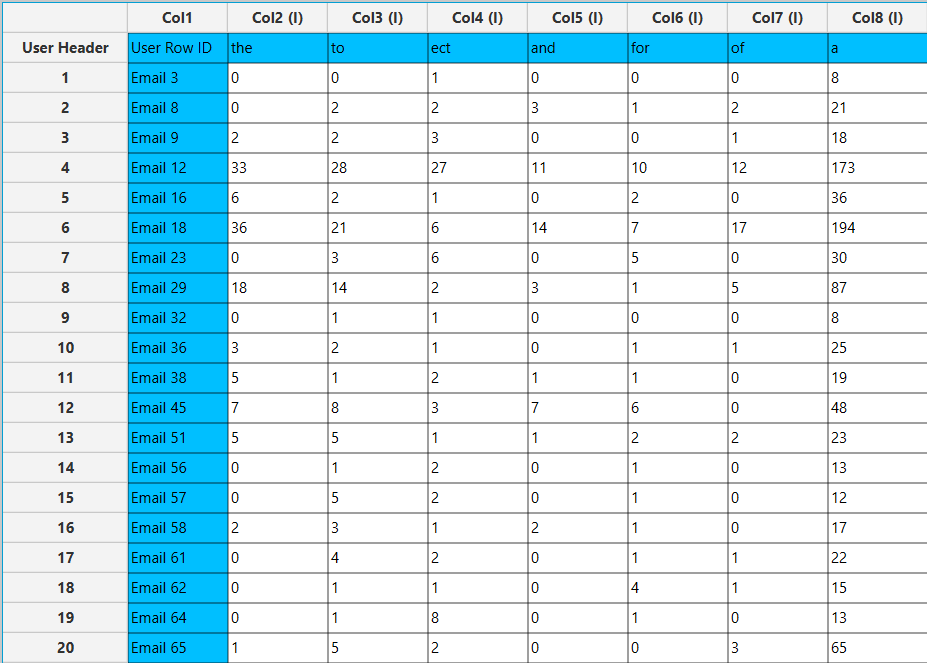 Col1 Col2 (I) Col3 (I) Col4 (I) Col5 (I) Col6 (I) Col7 (I) Col8 (I)
User Header User Row ID the to ect and for of a
1 Email 3 0 0 1 0 0 0 8
2 Email 8 0 2 2 3 1 2 21
3 Email 9 2 2 3 0 0 1 18
4 Email 12 33 28 27 11 10 12 173
5 Email 16 6 2 1 0 2 0 36
6 Email 18 36 21 6 14 7 17 194
7 Email 23 0 3 6 0 5 0 30
8 Email 29 18 14 2 3 1 5 87
9 Email 32 0 1 1 0 0 0 8
10 Email 36 3 2 1 0 1 1 25
11 Email 38 5 1 2 1 1 0 19
12 Email 45 7 8 3 7 6 0 48
13 Email 51 5 5 1 1 2 2 23
14 Email 56 0 1 2 0 1 0 13
15 Email 57 0 5 2 0 1 0 12
16 Email 58 2 3 1 2 1 0 17
17 Email 61 0 4 2 0 1 1 22
18 Email 62 0 1 1 0 4 1 15
19 Email 64 0 1 8 0 1 0 13
20 Email 65 1 5 2 0 0 3 65